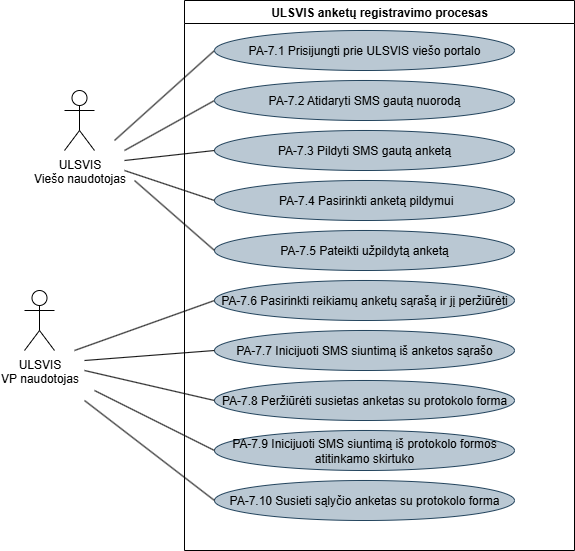 ULSVIS anketų registravimo procesas
PA-7.1 Prisijungti prie ULSVIS viešo portalo
PA-7.2 Atidaryti SMS gautą nuorodą
PA-7.3 Pildyti SMS gautą anketą
ULSVIS
Viešo naudotojas
PA-7.4 Pasirinkti anketą pildymui
PA-7.5 Pateikti užpildytą anketą
PA-7.6 Pasirinkti reikiamų anketų sąrašą ir jį peržiūrėti
PA-7.7 Inicijuoti SMS siuntimą iš anketos sąrašo
ULSVIS
VP naudotojas
PA-7.8 Peržiūrėti susietas anketas su protokolo forma
PA-7.9 Inicijuoti SMS siuntimą iš protokolo formos
atitinkamo skirtuko
PA-7.10 Susieti sąlyčio anketas su protokolo forma